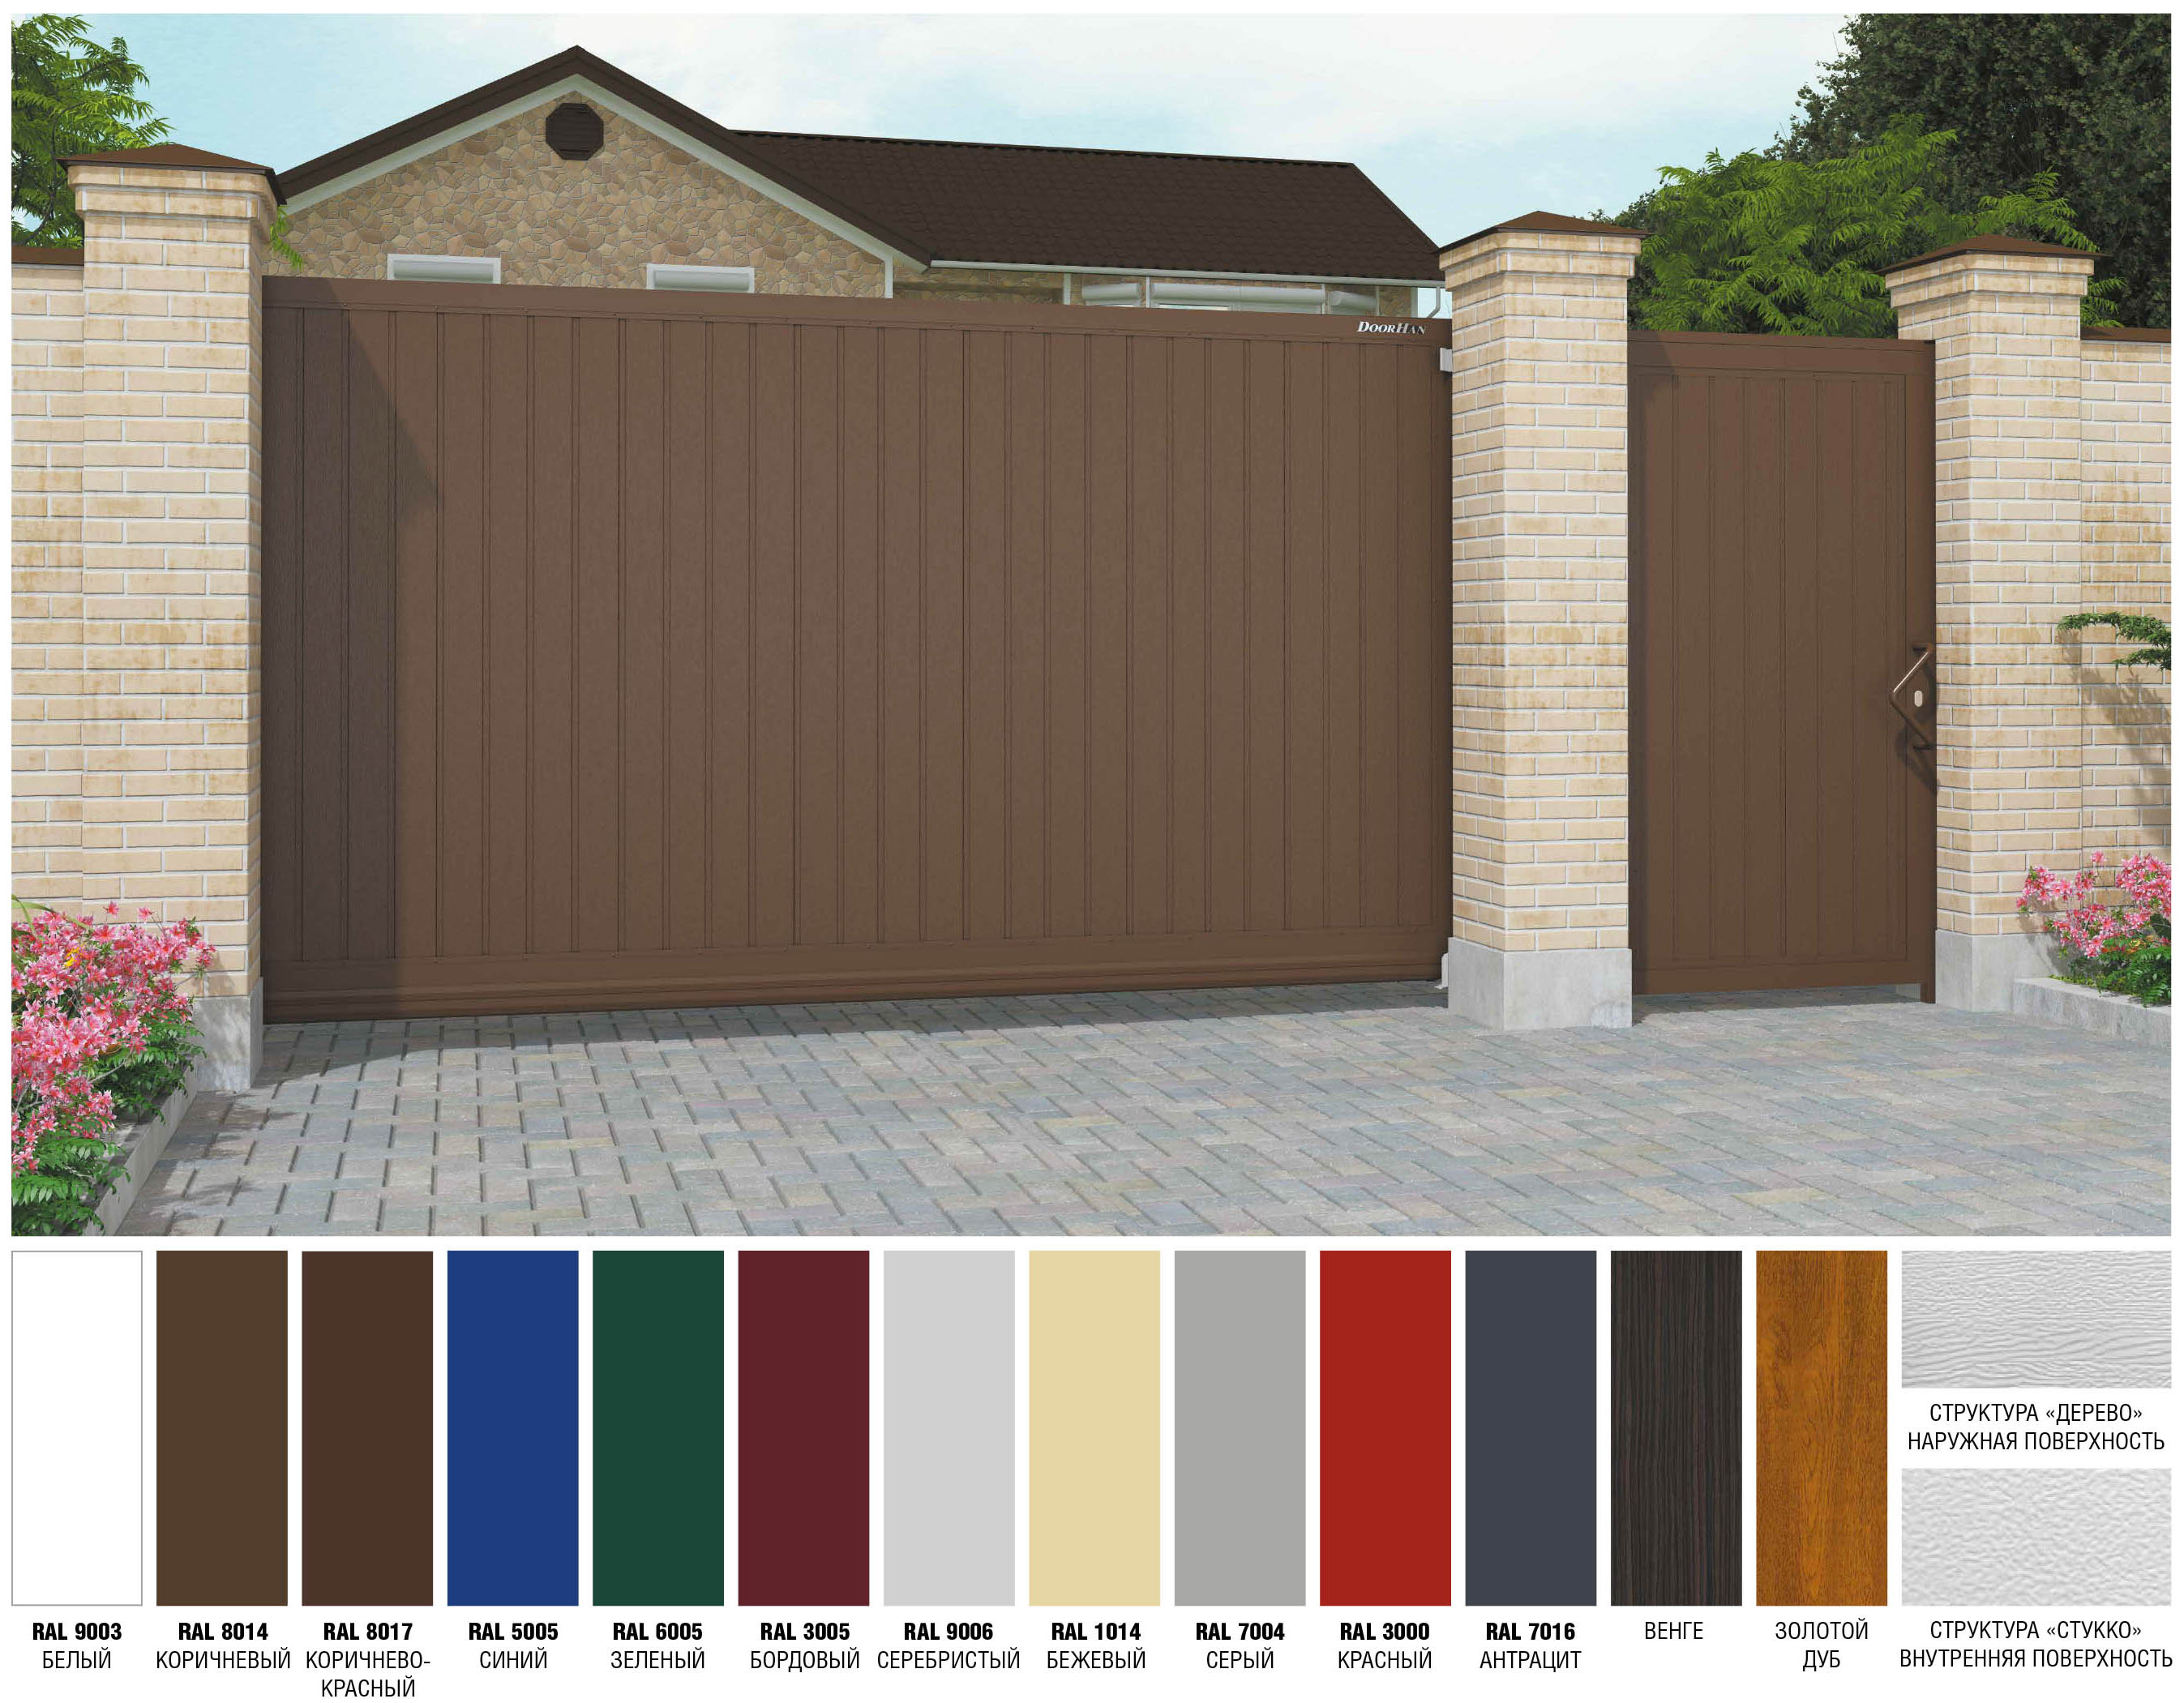 DOORHAN
RAL 9003
БЕЛЫЙ
RAL 8014
КОРИЧНЕВЫЙ
RAL 8017
КОРИЧНЕВО-
КРАСНЫЙ
RAL 5005
СИНИЙ
RAL 6005
ЗЕЛЕНЫЙ
RAL 3005
БОРДОВЫЙ
RAL 9006
СЕРЕБРИСТЫЙ
RAL 1014
БЕЖЕВЫЙ
RAL 7004
СЕРЫЙ
RAL 3000
КРАСНЫЙ
RAL 7016
АНТРАЦИТ
ВЕНГЕ
ЗОЛОТОЙ
ДУБ
СТРУКТУРА «ДЕРЕВО»
НАРУЖНАЯ ПОВЕРХНОСТЬ
СТРУКТУРА «СТУККО»
ВНУТРЕННЯЯ ПОВЕРХНОСТЬ